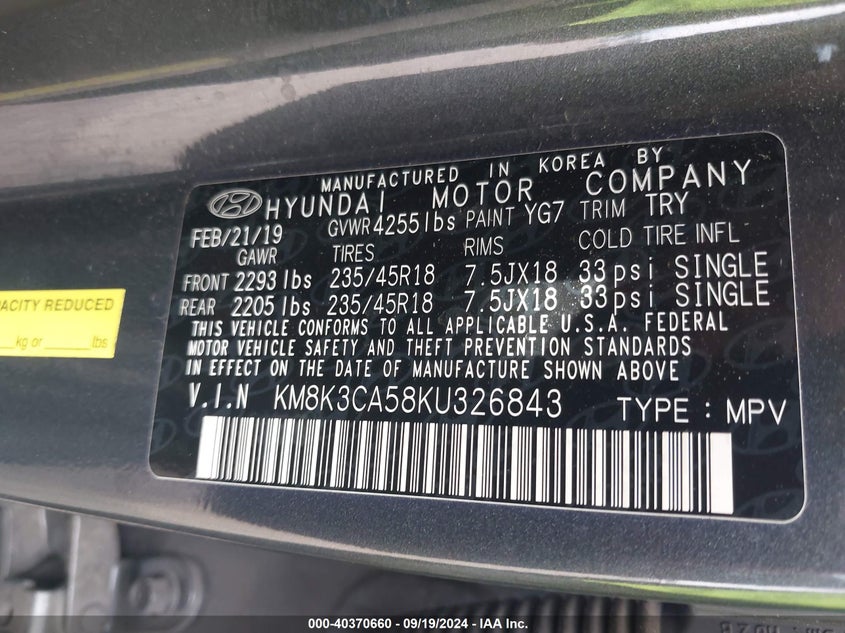 MANUFACTURED IN KOREA BY
HYUNDAI MOTOR COMPANY
FEB/21/19 GVWR 4255lbs PAINT YG7 TRIM TRY
GAWR TIRES RIMS COLD TIRE INFL
FRONT 2293lbs 235/45R18 7.5JX18 33psi SINGLE
REAR 2205lbs 235/45R18 7.5JX18 33psi SINGLE
THIS VEHICLE CONFORMS TO ALL APPLICABLE U.S.A. FEDERAL
MOTOR VEHICLE SAFETY AND THEFT PREVENTION STANDARDS
IN EFFECT ON THE DATE OF MANUFACTURE SHOWN ABOVE
V.I.N KM8K3CA58KU326843 TYPE : MPV
REDUCED
kg or lbs
000-40370660 - 09/19/2024 - IAA Inc.